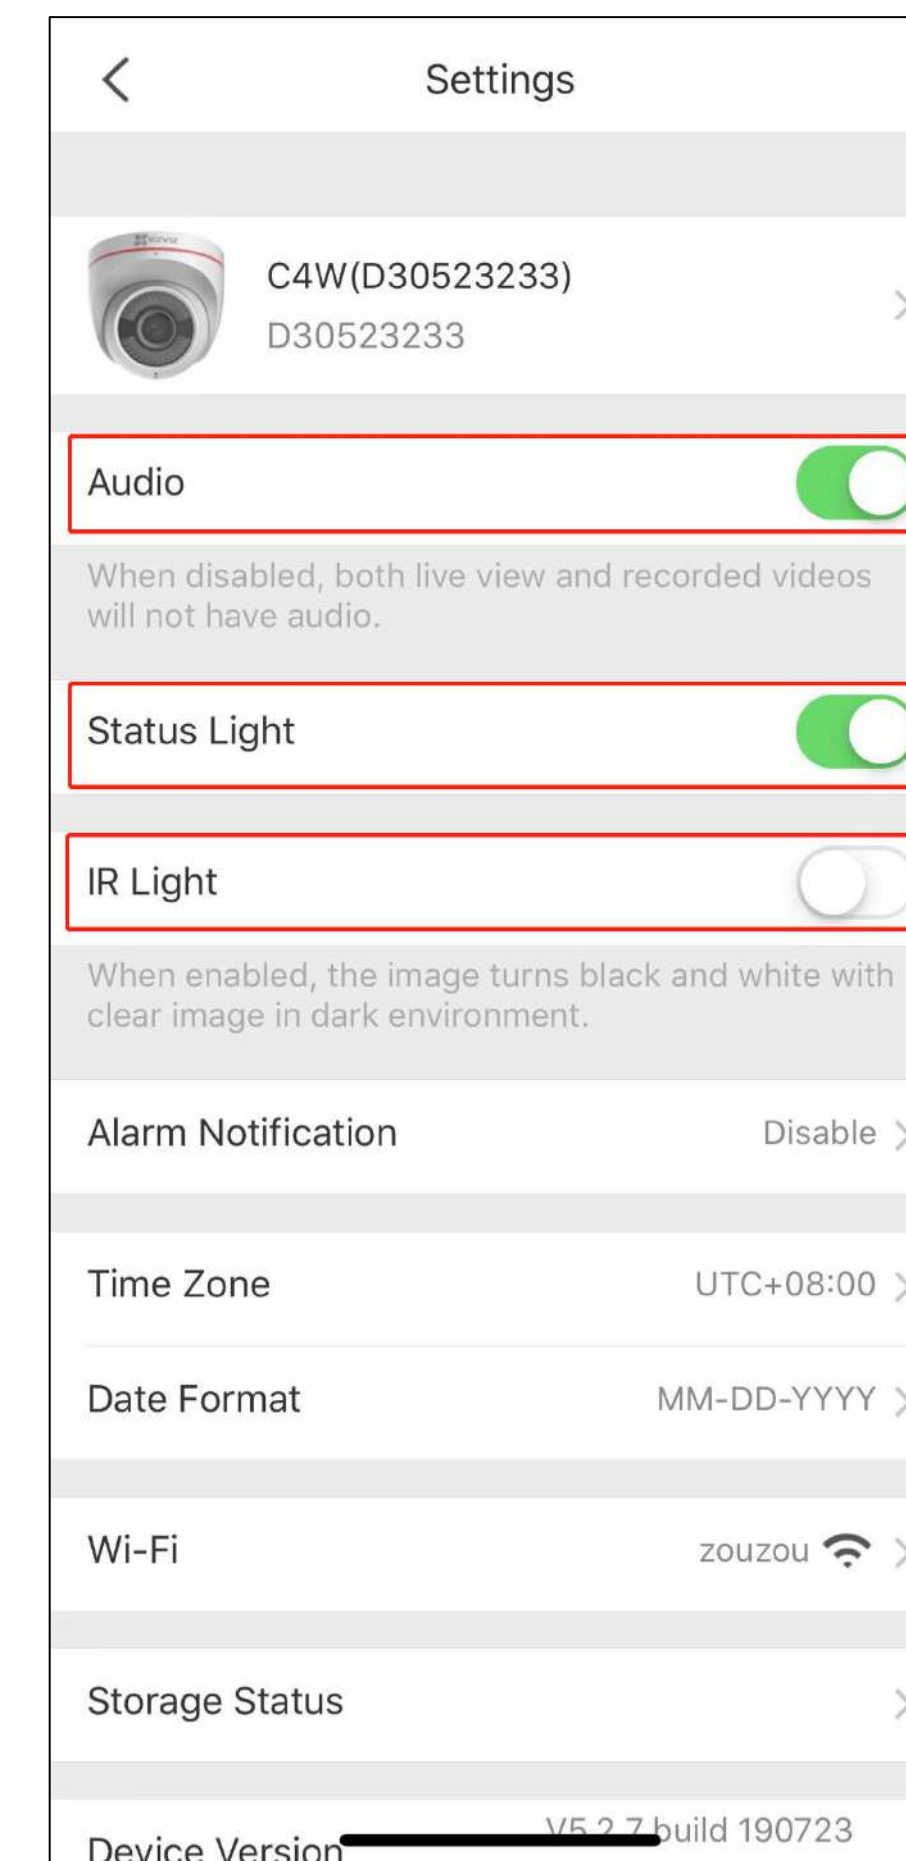 Settings
EZVIZ
C4W(D30523233)
D30523233
Audio
When disabled, both live view and recorded videos
will not have audio.
Status Light
IR Light
When enabled, the image turns black and white with
clear image in dark environment.
Alarm Notification Disable
Time Zone UTC+08:00
Date Format MM-DD-YYYY
Wi-Fi zouzou
Storage Status
Device Version V5.2.7 build 190723